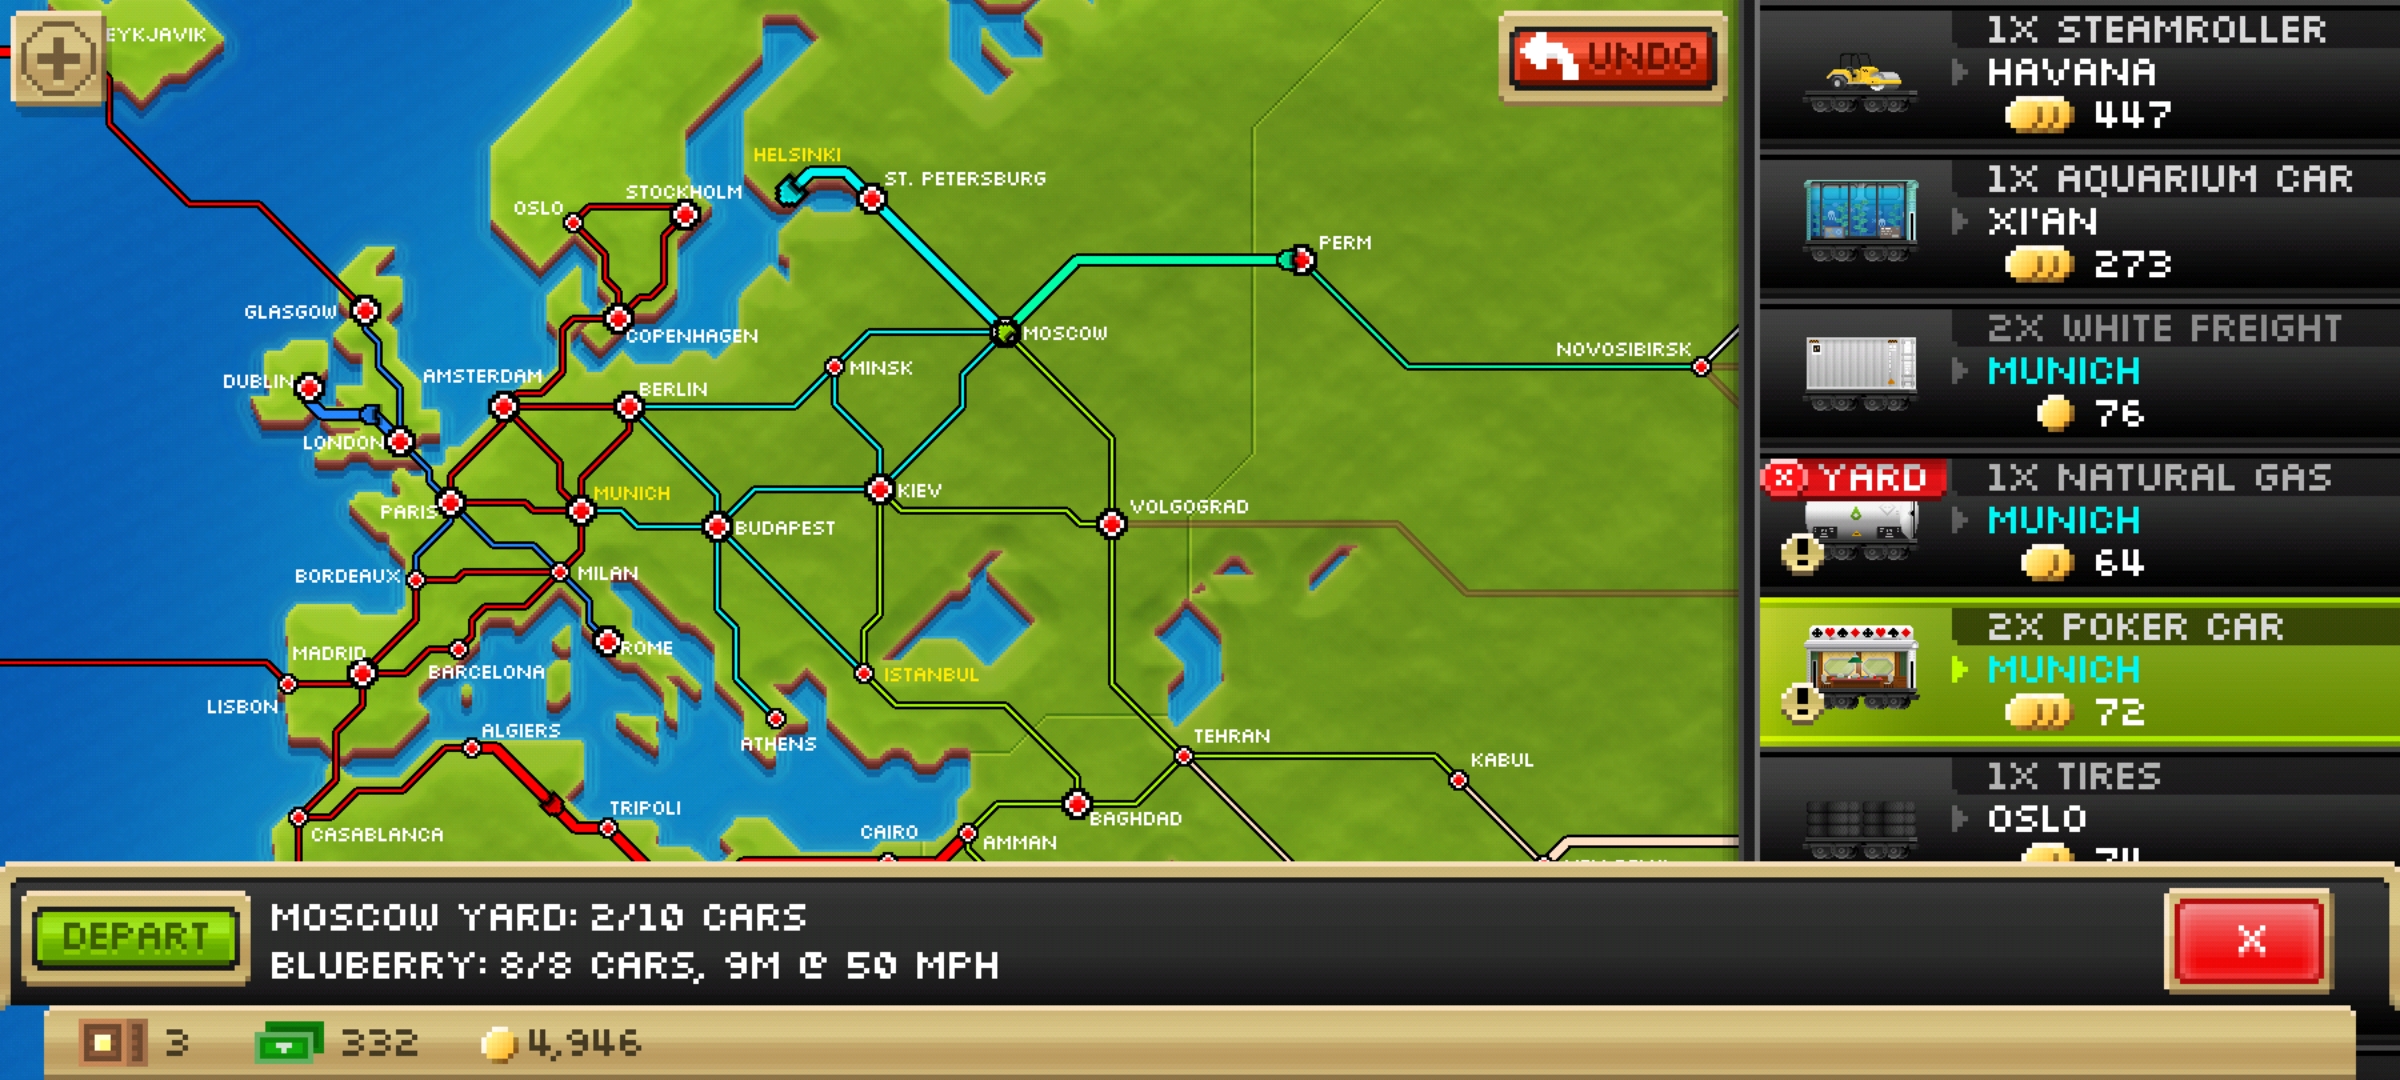 EYKJAVIK
UNDO
HELSINKI
ST. PETERSBURG
STOCKHOLM
OSLO
PERM
GLASGOW
COPENHAGEN
MOSCOW
NOVOSIBIRSK
MINSK
DUBLIN
AMSTERDAM
BERLIN
LONDON
MUNICH
KIEV
PARIS
VOLGOGRAD
BUDAPEST
BORDEAUX
MILAN
MADRID
ROME
BARCELONA
ISTANBUL
LISBON
ALGIERS
ATHENS
TEHRAN
KABUL
TRIPOLI
CASABLANCA
CAIRO
AMMAN
BAGHDAD
1X STEAMROLLER
HAVANA
447
1X AQUARIUM CAR
XI'AN
273
2X WHITE FREIGHT
MUNICH
76
YARD
1X NATURAL GAS
MUNICH
64
2X POKER CAR
MUNICH
72
1X TIRES
OSLO
74
DEPART
MOSCOW YARD: 2/10 CARS
BLUBERRY: 8/8 CARS, 9M @ 50 MPH
X
3
332
4,946